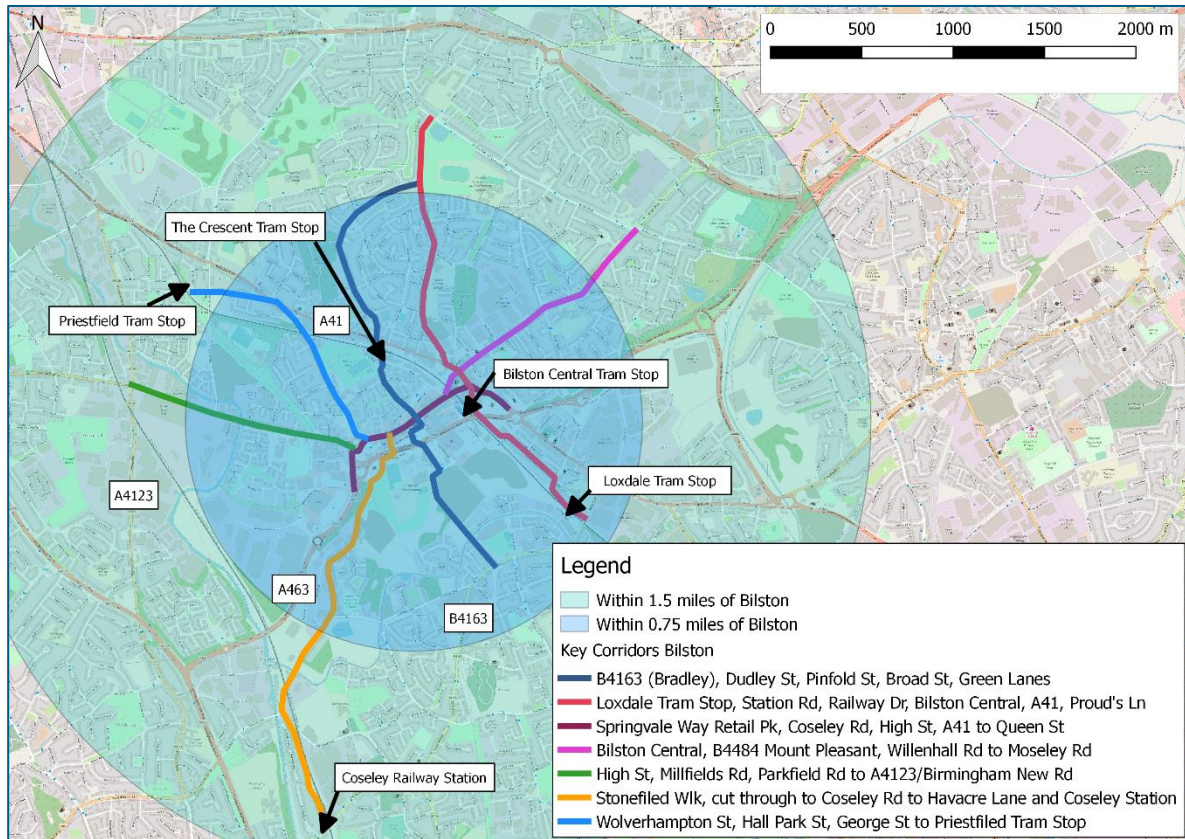 N
0 500 1000 1500 2000 m
The Crescent Tram Stop
Priestfield Tram Stop
A41
Bilston Central Tram Stop
Loxdale Tram Stop
A4123
A463
B4163
Coseley Railway Station
Legend
Within 1.5 miles of Bilston
Within 0.75 miles of Bilston
Key Corridors Bilston
B4163 (Bradley), Dudley St, Pinfold St, Broad St, Green Lanes
Loxdale Tram Stop, Station Rd, Railway Dr, Bilston Central, A41, Proud's Ln
Springvale Way Retail Pk, Coseley Rd, High St, A41 to Queen St
Bilston Central, B4484 Mount Pleasant, Willenhall Rd to Moseley Rd
High St, Millfields Rd, Parkfield Rd to A4123/Birmingham New Rd
Stonefiled Wlk, cut through to Coseley Rd to Havacre Lane and Coseley Station
Wolverhampton St, Hall Park St, George St to Priestfiled Tram Stop